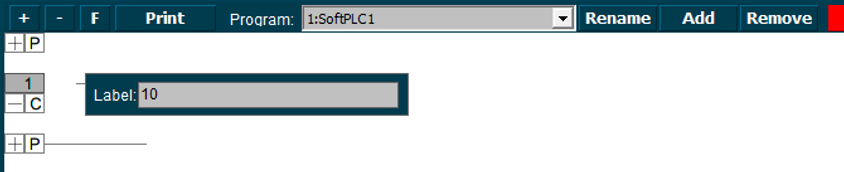 + - F Print Program: 1:SoftPLC1 Rename Add Remove
+ P
1
Label: 10
- C
+ P